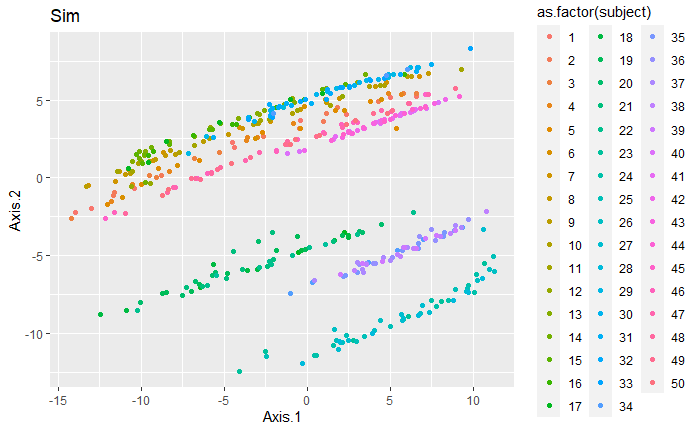 Sim
as.factor(subject)
1 18 35
2 19 36
3 20 37
4 21 38
5 22 39
6 23 40
7 24 41
8 25 42
9 26 43
10 27 44
11 28 45
12 29 46
13 30 47
14 31 48
15 32 49
16 33 50
17 34
5
0
-5
-10
Axis.2
-15 -10 -5 0 5 10
Axis.1